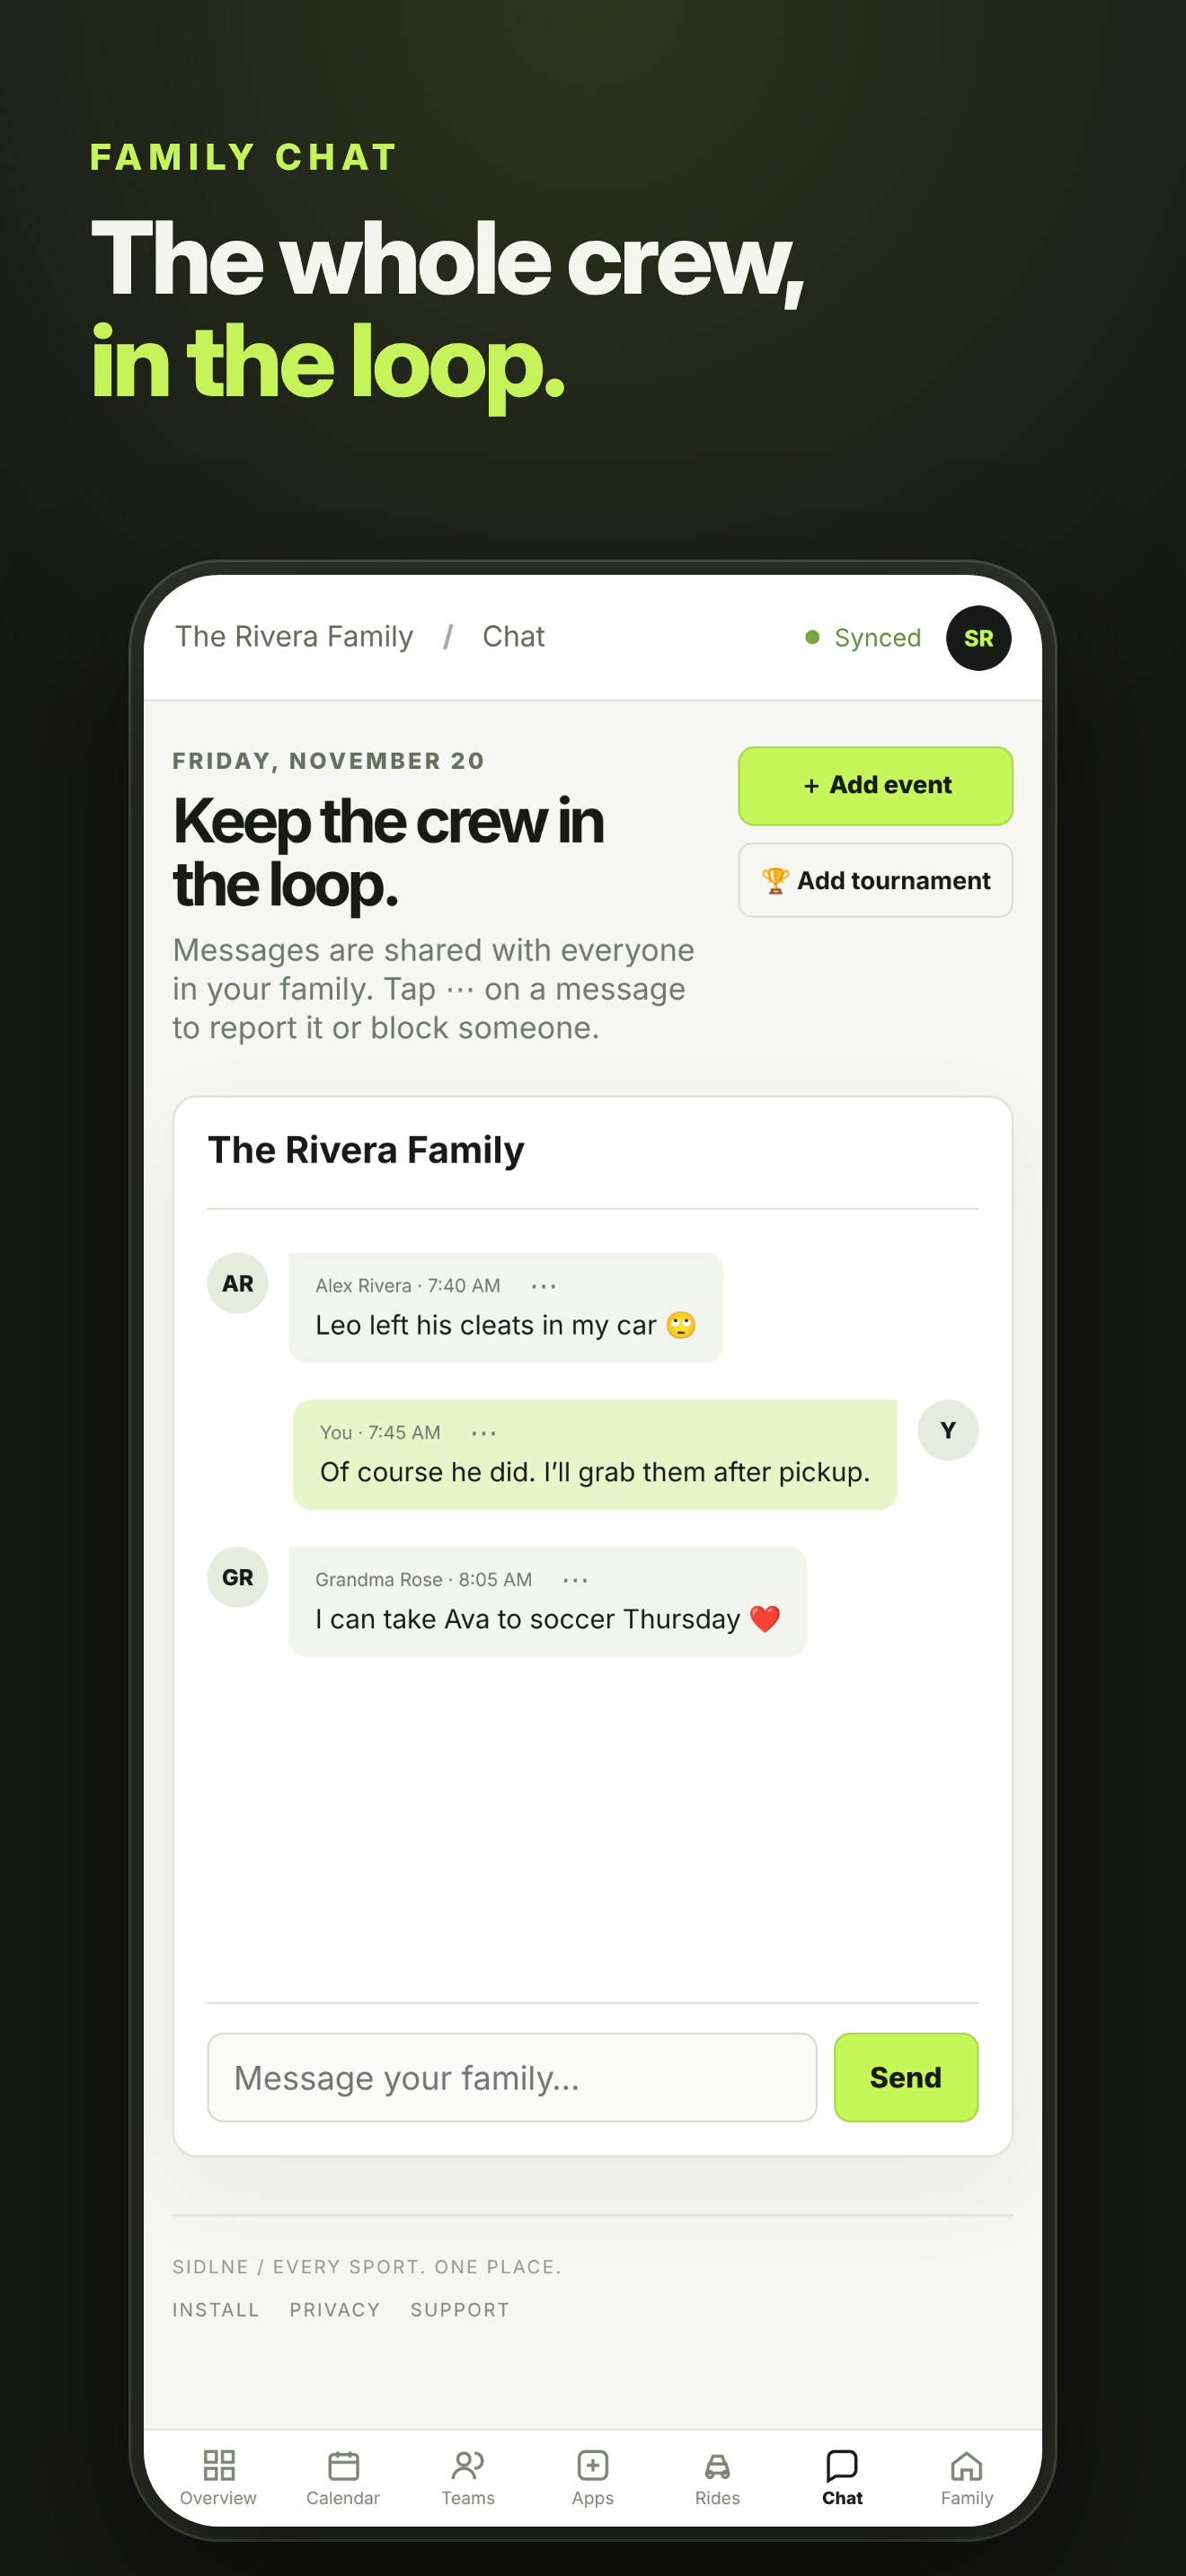 FAMILY CHAT
The whole crew,
in the loop.
The Rivera Family / Chat
Synced
SR
FRIDAY, NOVEMBER 20
Keep the crew in
the loop.
Messages are shared with everyone
in your family. Tap ··· on a message
to report it or block someone.
+ Add event
🏆 Add tournament
The Rivera Family
AR
Alex Rivera · 7:40 AM ···
Leo left his cleats in my car 🙄
You · 7:45 AM ···
Of course he did. I’ll grab them after pickup.
Y
GR
Grandma Rose · 8:05 AM ···
I can take Ava to soccer Thursday ❤️
Message your family...
Send
SIDLNE / EVERY SPORT. ONE PLACE.
INSTALL PRIVACY SUPPORT
Overview Calendar Teams Apps Rides Chat Family